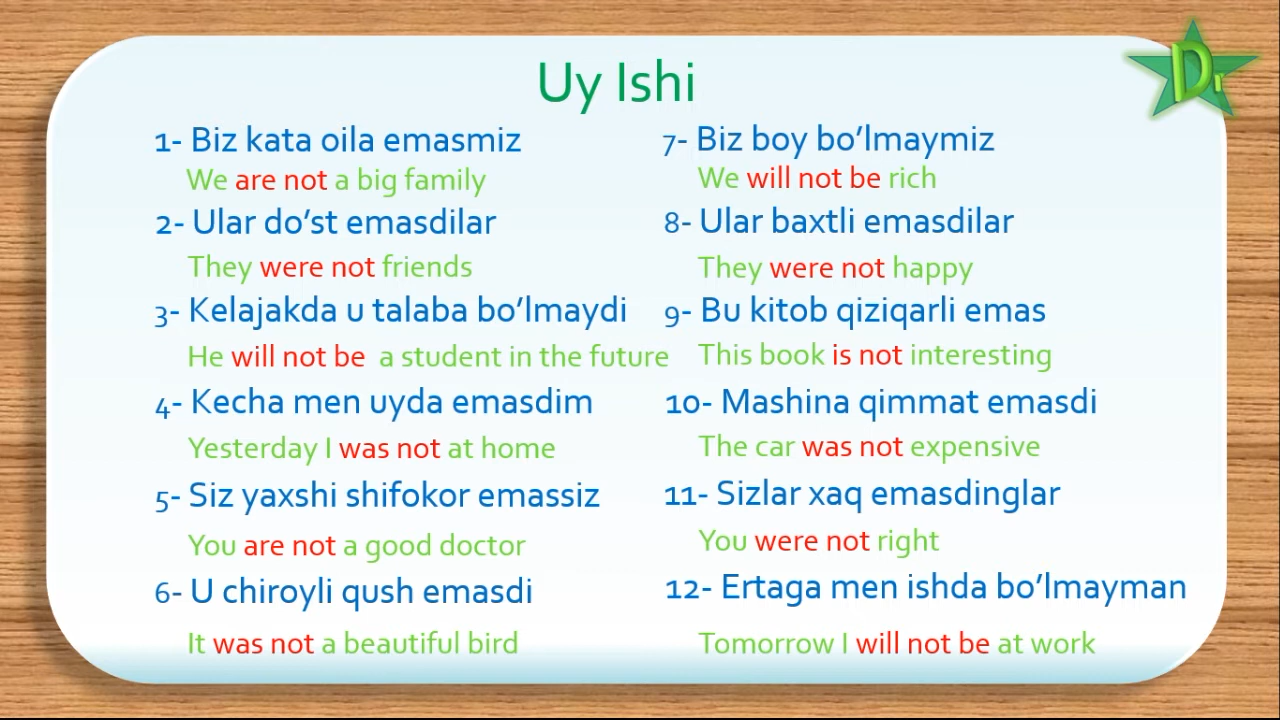 Uy Ishi
Dr
1- Biz kata oila emasmiz
We are not a big family
2- Ular do’st emasdilar
They were not friends
3- Kelajakda u talaba bo’lmaydi
He will not be a student in the future
4- Kecha men uyda emasdim
Yesterday I was not at home
5- Siz yaxshi shifokor emassiz
You are not a good doctor
6- U chiroyli qush emasdi
It was not a beautiful bird
7- Biz boy bo’lmaymiz
We will not be rich
8- Ular baxtli emasdilar
They were not happy
9- Bu kitob qiziqarli emas
This book is not interesting
10- Mashina qimmat emasdi
The car was not expensive
11- Sizlar xaq emasdinglar
You were not right
12- Ertaga men ishda bo’lmayman
Tomorrow I will not be at work